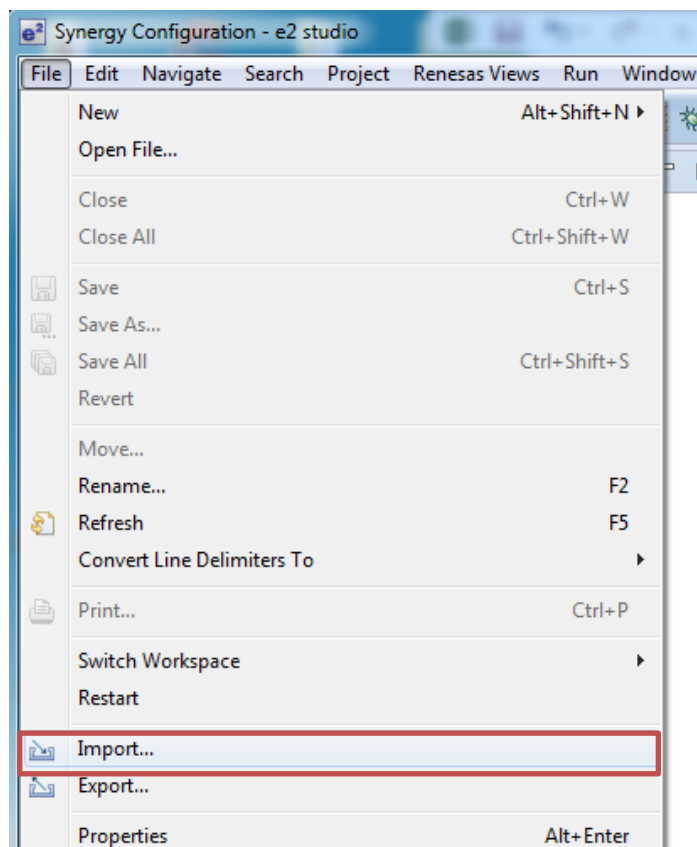 e² Synergy Configuration - e2 studio
File Edit Navigate Search Project Renesas Views Run Window
New Alt+Shift+N
Open File...
Close Ctrl+W
Close All Ctrl+Shift+W
Save Ctrl+S
Save As...
Save All Ctrl+Shift+S
Revert
Move...
Rename... F2
Refresh F5
Convert Line Delimiters To
Print... Ctrl+P
Switch Workspace
Restart
Import...
Export...
Properties Alt+Enter